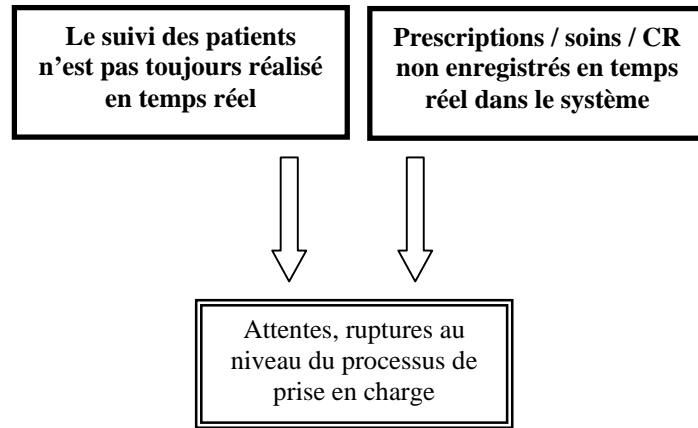 Le suivi des patients
n’est pas toujours réalisé
en temps réel
Prescriptions / soins / CR
non enregistrés en temps
réel dans le système
Attentes, ruptures au
niveau du processus de
prise en charge